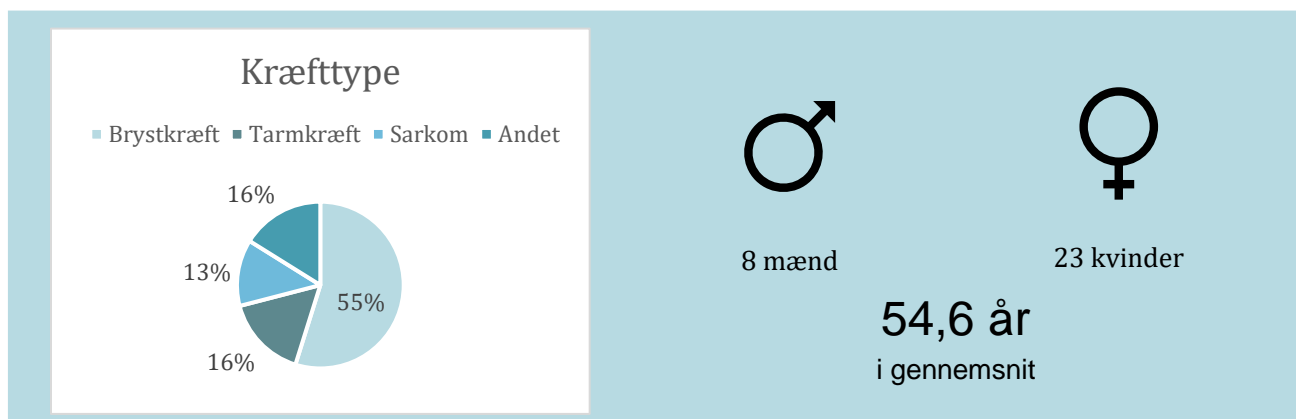 Kræfttype
Brystkræft Tarmkræft Sarkom Andet
16%
13%
55%
16%
8 mænd
23 kvinder
54,6 år
i gennemsnit